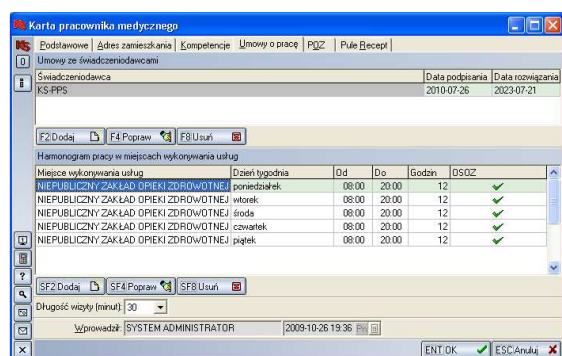 Karta pracownika medycznego
Podstawowe Adres zamieszkania Kompetencje Umowy o pracę POZ Pule Recept
Umowy ze świadczeniodawcami
Świadczeniodawca Data podpisania Data rozwiązania
KS-PPS 2010-07-26 2023-07-21
F2 Dodaj F4 Popraw F8 Usuń
Harmonogram pracy w miejscach wykonywania usług
Miejsce wykonywania usług Dzień tygodnia Od Do Godzin OSOZ
NIEPUBLICZNY ZAKŁAD OPIEKI ZDROWOTNEJ poniedziałek 08:00 20:00 12
NIEPUBLICZNY ZAKŁAD OPIEKI ZDROWOTNEJ wtorek 08:00 20:00 12
NIEPUBLICZNY ZAKŁAD OPIEKI ZDROWOTNEJ środa 08:00 20:00 12
NIEPUBLICZNY ZAKŁAD OPIEKI ZDROWOTNEJ czwartek 08:00 20:00 12
NIEPUBLICZNY ZAKŁAD OPIEKI ZDROWOTNEJ piątek 08:00 20:00 12
SF2 Dodaj SF4 Popraw SF8 Usuń
Długość wizyty (minut): 30
Wprowadził: SYSTEM ADMINISTRATOR 2009-10-26 19:36
ENT OK ESC Anuluj